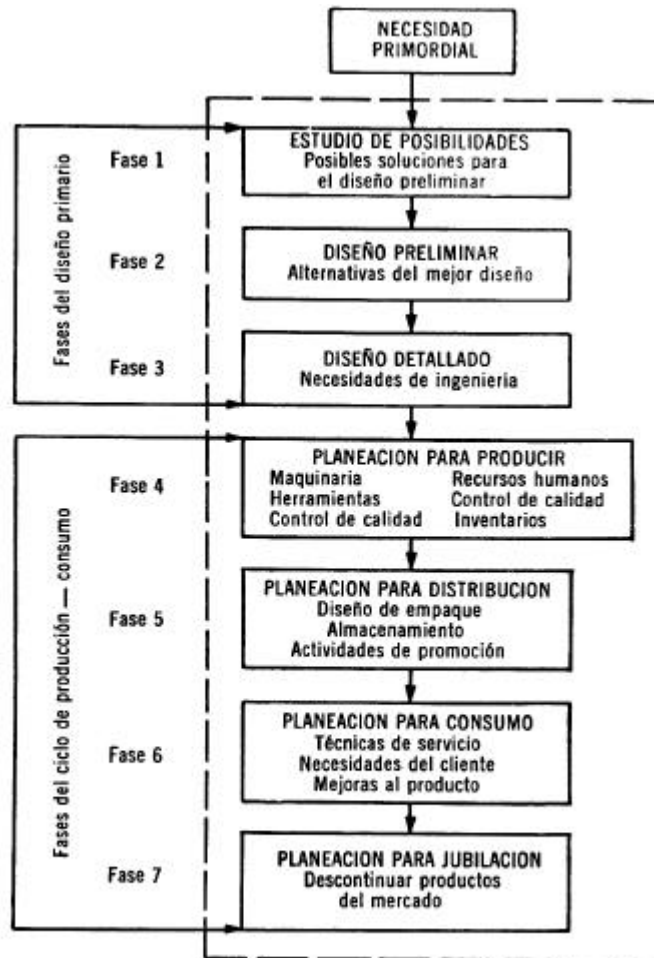 NECESIDAD
PRIMORDIAL
Fases del diseño primario
Fase 1
ESTUDIO DE POSIBILIDADES
Posibles soluciones para
el diseño preliminar
Fase 2
DISEÑO PRELIMINAR
Alternativas del mejor diseño
Fase 3
DISEÑO DETALLADO
Necesidades de ingenieria
Fases del ciclo de producción — consumo
Fase 4
PLANEACION PARA PRODUCIR
Maquinaria Recursos humanos
Herramientas Control de calidad
Control de calidad Inventarios
Fase 5
PLANEACION PARA DISTRIBUCION
Diseño de empaque
Almacenamiento
Actividades de promoción
Fase 6
PLANEACION PARA CONSUMO
Técnicas de servicio
Necesidades del cliente
Mejoras al producto
Fase 7
PLANEACION PARA JUBILACION
Descontinuar productos
del mercado